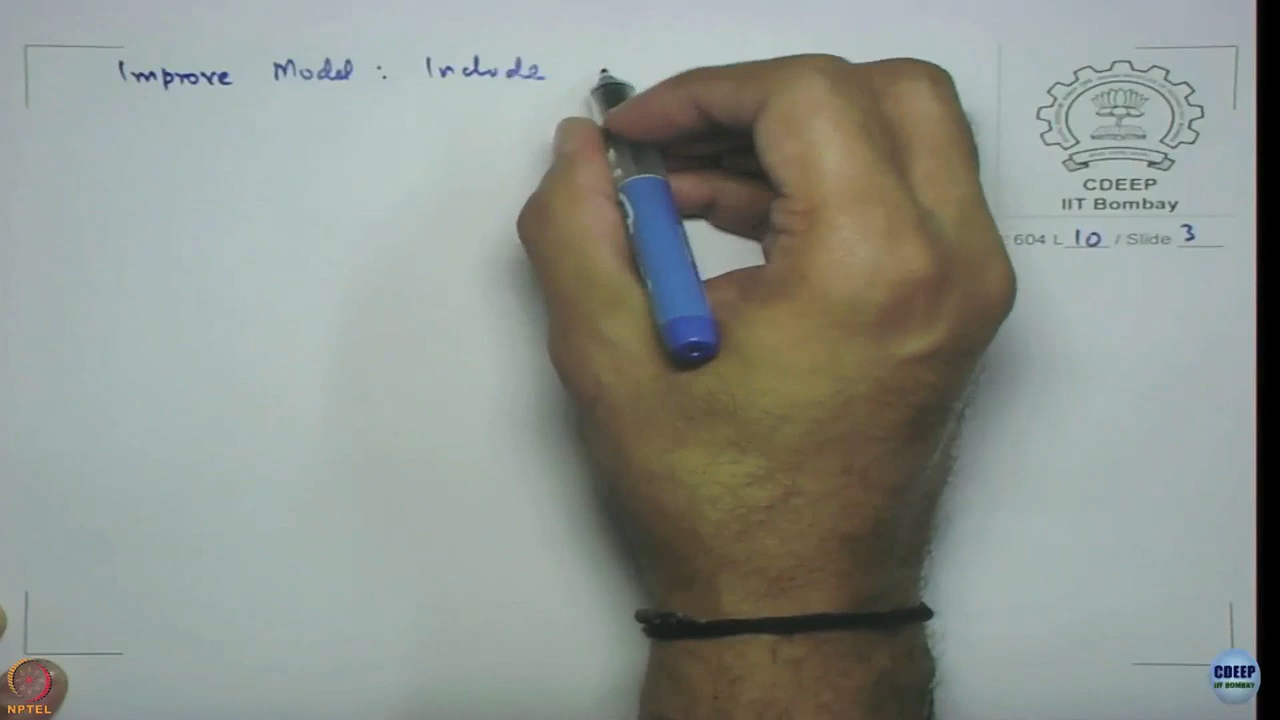 Improve Model : Include
CDEEP
IIT Bombay
604 L 10 / Slide 3
NPTEL
CDEEP
IIT BOMBAY